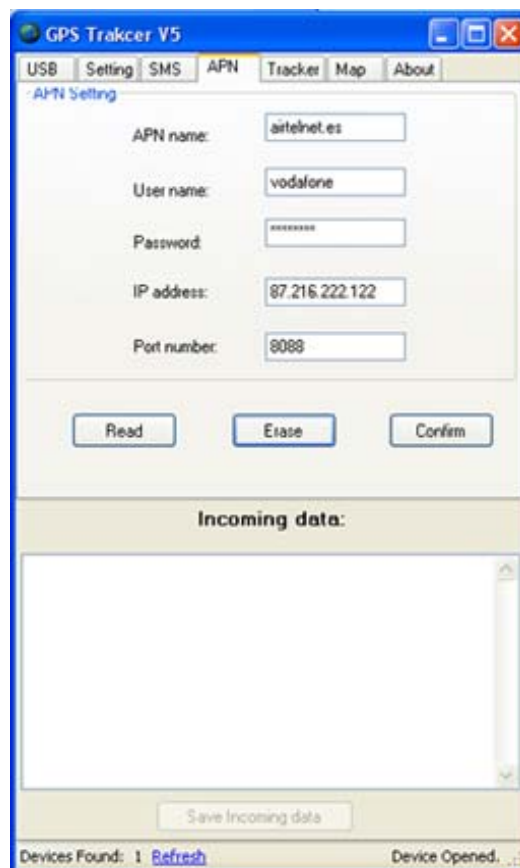 GPS Trakcer V5
USB Setting SMS APN Tracker Map About
APN Setting
APN name: airtelnet.es
User name: vodafone
Password: ********
IP address: 87.216.222.122
Port number: 8088
Read Erase Confirm
Incoming data:
Save Incoming data
Devices Found: 1 Refresh Device Opened.